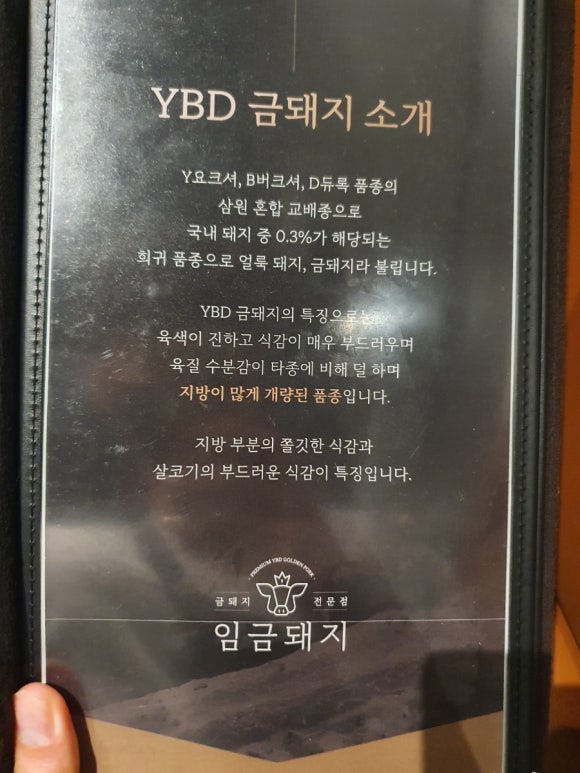 YBD 금돼지 소개
Y요크셔, B버크셔, D듀록 품종의
삼원 혼합 교배종으로
국내 돼지 중 0.3%가 해당되는
희귀 품종으로 얼룩 돼지, 금돼지라 불립니다.
YBD 금돼지의 특징으로는
육색이 진하고 식감이 매우 부드러우며
육질 수분감이 타종에 비해 덜 하며
지방이 많게 개량된 품종입니다.
지방 부분의 쫄깃한 식감과
살코기의 부드러운 식감이 특징입니다.
· PREMIUM YBD GOLDEN PORK ·
금돼지 전문점
임금돼지